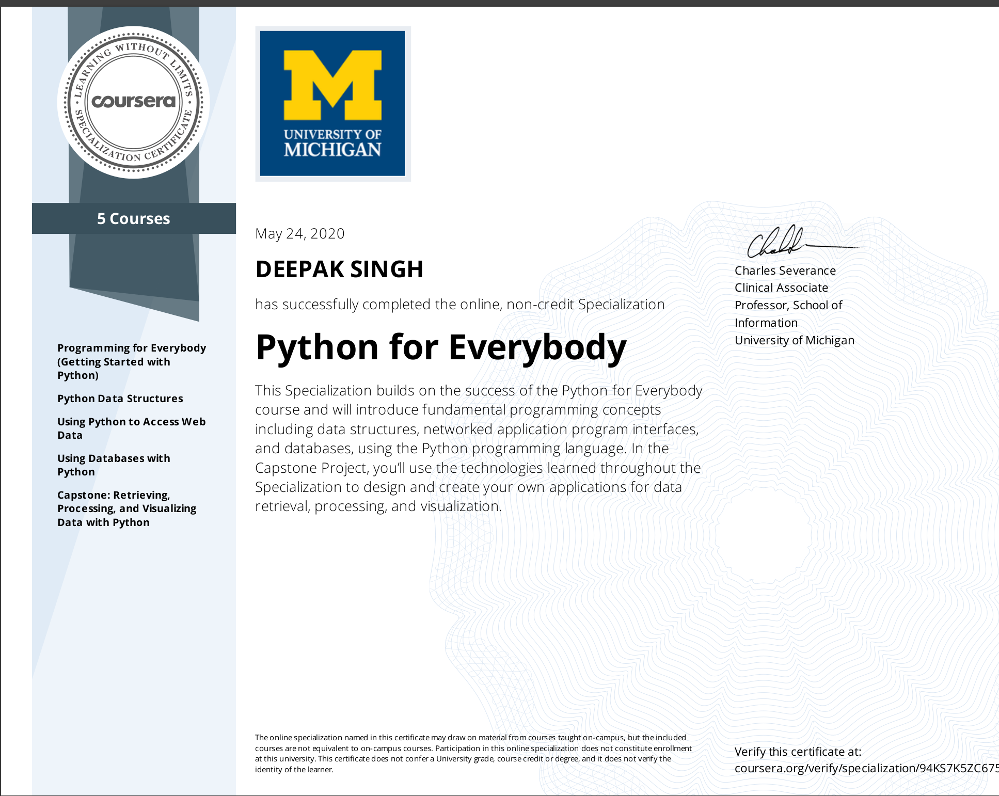 LEARNING WITHOUT LIMITS
coursera
SPECIALIZATION CERTIFICATE
5 Courses
Programming for Everybody
(Getting Started with
Python)
Python Data Structures
Using Python to Access Web
Data
Using Databases with
Python
Capstone: Retrieving,
Processing, and Visualizing
Data with Python
M
UNIVERSITY OF
MICHIGAN
May 24, 2020
DEEPAK SINGH
has successfully completed the online, non-credit Specialization
Python for Everybody
This Specialization builds on the success of the Python for Everybody
course and will introduce fundamental programming concepts
including data structures, networked application program interfaces,
and databases, using the Python programming language. In the
Capstone Project, you’ll use the technologies learned throughout the
Specialization to design and create your own applications for data
retrieval, processing, and visualization.
Charles Severance
Clinical Associate
Professor, School of
Information
University of Michigan
The online specialization named in this certificate may draw on material from courses taught on-campus, but the included
courses are not equivalent to on-campus courses. Participation in this online specialization does not constitute enrollment
at this university. This certificate does not confer a University grade, course credit or degree, and it does not verify the
identity of the learner.
Verify this certificate at:
coursera.org/verify/specialization/94KS7K5ZC675